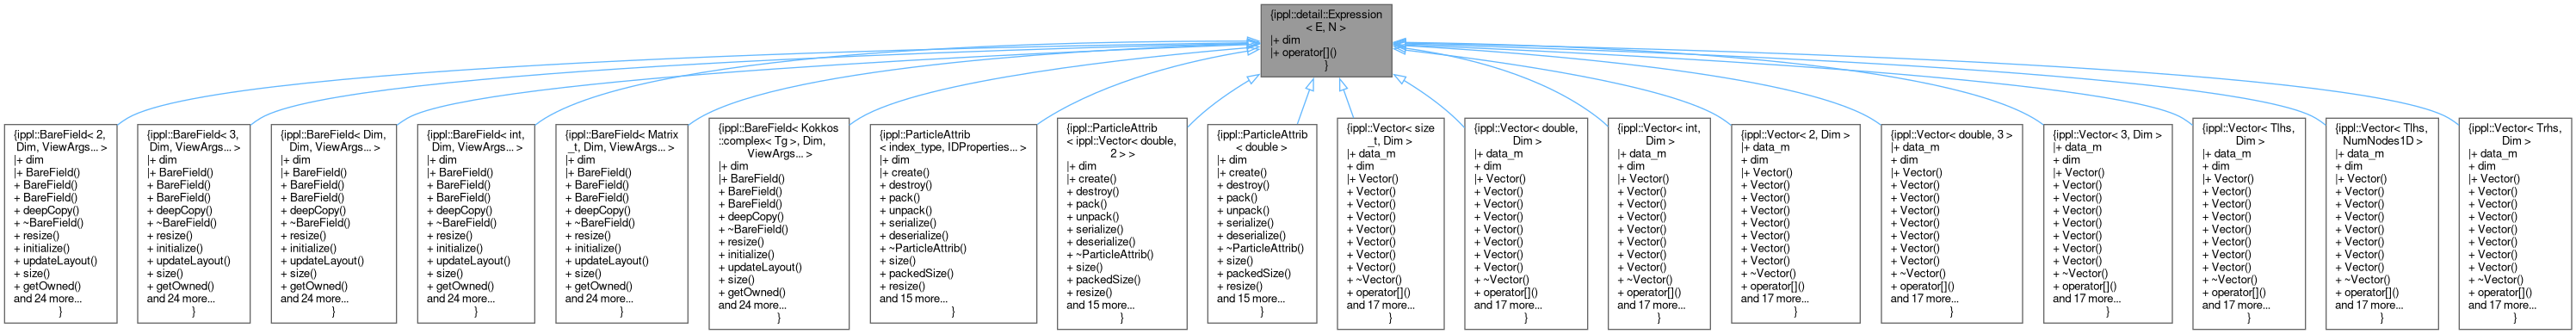 {ippl::detail::Expression
< E, N >
|+ dim
|+ operator[]()
}
{ippl::BareField< 2,
Dim, ViewArgs... >
|+ dim
|+ BareField()
+ BareField()
+ BareField()
+ deepCopy()
+ ~BareField()
+ resize()
+ initialize()
+ updateLayout()
+ size()
+ getOwned()
and 24 more...
}
{ippl::BareField< 3,
Dim, ViewArgs... >
|+ dim
|+ BareField()
+ BareField()
+ BareField()
+ deepCopy()
+ ~BareField()
+ resize()
+ initialize()
+ updateLayout()
+ size()
+ getOwned()
and 24 more...
}
{ippl::BareField< Dim,
Dim, ViewArgs... >
|+ dim
|+ BareField()
+ BareField()
+ BareField()
+ deepCopy()
+ ~BareField()
+ resize()
+ initialize()
+ updateLayout()
+ size()
+ getOwned()
and 24 more...
}
{ippl::BareField< int,
Dim, ViewArgs... >
|+ dim
|+ BareField()
+ BareField()
+ BareField()
+ deepCopy()
+ ~BareField()
+ resize()
+ initialize()
+ updateLayout()
+ size()
+ getOwned()
and 24 more...
}
{ippl::BareField< Matrix
_t, Dim, ViewArgs... >
|+ dim
|+ BareField()
+ BareField()
+ BareField()
+ deepCopy()
+ ~BareField()
+ resize()
+ initialize()
+ updateLayout()
+ size()
+ getOwned()
and 24 more...
}
{ippl::BareField< Kokkos
::complex< Tg >, Dim,
ViewArgs... >
|+ dim
|+ BareField()
+ BareField()
+ BareField()
+ deepCopy()
+ ~BareField()
+ resize()
+ initialize()
+ updateLayout()
+ size()
+ getOwned()
and 24 more...
}
{ippl::ParticleAttrib
< index_type, IDProperties... >
|+ dim
|+ create()
+ destroy()
+ pack()
+ unpack()
+ serialize()
+ deserialize()
+ ~ParticleAttrib()
+ size()
+ packedSize()
+ resize()
and 15 more...
}
{ippl::ParticleAttrib
< ippl::Vector< double,
2 > >
|+ dim
|+ create()
+ destroy()
+ pack()
+ unpack()
+ serialize()
+ deserialize()
+ ~ParticleAttrib()
+ size()
+ packedSize()
+ resize()
and 15 more...
}
{ippl::ParticleAttrib
< double >
|+ dim
|+ create()
+ destroy()
+ pack()
+ unpack()
+ serialize()
+ deserialize()
+ ~ParticleAttrib()
+ size()
+ packedSize()
+ resize()
and 15 more...
}
{ippl::Vector< size
_t, Dim >
|+ data_m
+ dim
|+ Vector()
+ Vector()
+ Vector()
+ Vector()
+ Vector()
+ Vector()
+ Vector()
+ Vector()
+ ~Vector()
+ operator[]()
and 17 more...
}
{ippl::Vector< double,
Dim >
|+ data_m
+ dim
|+ Vector()
+ Vector()
+ Vector()
+ Vector()
+ Vector()
+ Vector()
+ Vector()
+ Vector()
+ ~Vector()
+ operator[]()
and 17 more...
}
{ippl::Vector< int,
Dim >
|+ data_m
+ dim
|+ Vector()
+ Vector()
+ Vector()
+ Vector()
+ Vector()
+ Vector()
+ Vector()
+ Vector()
+ ~Vector()
+ operator[]()
and 17 more...
}
{ippl::Vector< 2, Dim >
|+ data_m
+ dim
|+ Vector()
+ Vector()
+ Vector()
+ Vector()
+ Vector()
+ Vector()
+ Vector()
+ Vector()
+ ~Vector()
+ operator[]()
and 17 more...
}
{ippl::Vector< double, 3 >
|+ data_m
+ dim
|+ Vector()
+ Vector()
+ Vector()
+ Vector()
+ Vector()
+ Vector()
+ Vector()
+ Vector()
+ ~Vector()
+ operator[]()
and 17 more...
}
{ippl::Vector< 3, Dim >
|+ data_m
+ dim
|+ Vector()
+ Vector()
+ Vector()
+ Vector()
+ Vector()
+ Vector()
+ Vector()
+ Vector()
+ ~Vector()
+ operator[]()
and 17 more...
}
{ippl::Vector< Tlhs,
Dim >
|+ data_m
+ dim
|+ Vector()
+ Vector()
+ Vector()
+ Vector()
+ Vector()
+ Vector()
+ Vector()
+ Vector()
+ ~Vector()
+ operator[]()
and 17 more...
}
{ippl::Vector< Tlhs,
NumNodes1D >
|+ data_m
+ dim
|+ Vector()
+ Vector()
+ Vector()
+ Vector()
+ Vector()
+ Vector()
+ Vector()
+ Vector()
+ ~Vector()
+ operator[]()
and 17 more...
}
{ippl::Vector< Trhs,
Dim >
|+ data_m
+ dim
|+ Vector()
+ Vector()
+ Vector()
+ Vector()
+ Vector()
+ Vector()
+ Vector()
+ Vector()
+ ~Vector()
+ operator[]()
and 17 more...
}